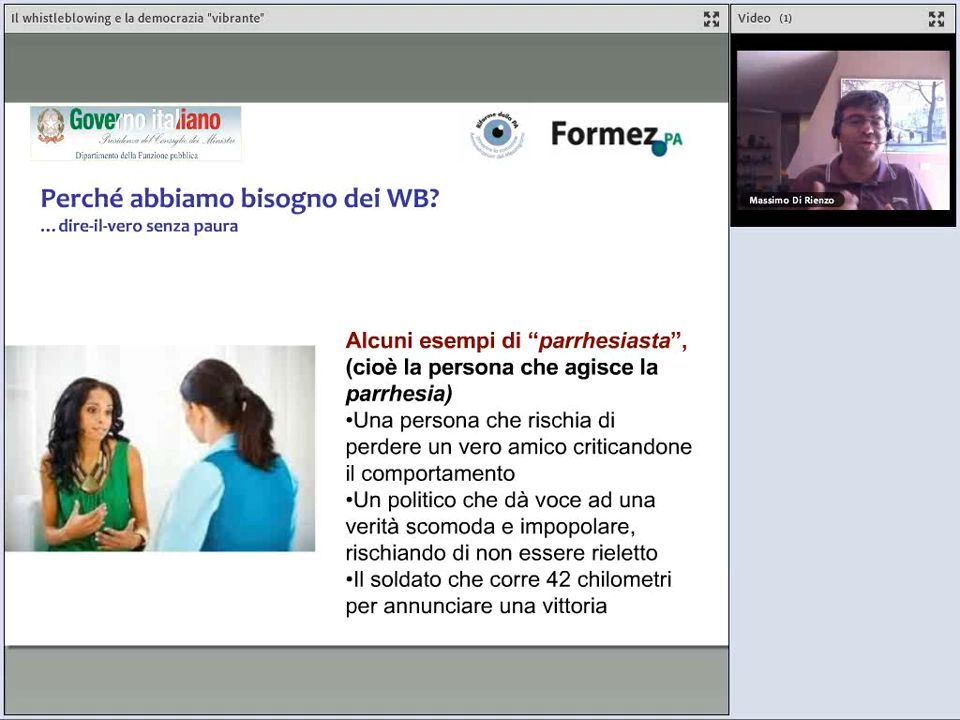 Il whistleblowing e la democrazia "vibrante"
Video (1)
Governo italiano
Presidenza del Consiglio dei Ministri
Dipartimento della Funzione pubblica
Riforma della PA
Formez PA
Massimo Di Rienzo
Perché abbiamo bisogno dei WB?
…dire-il-vero senza paura
Alcuni esempi di “parrhesiasta”,
(cioè la persona che agisce la
parrhesia)
•Una persona che rischia di
perdere un vero amico criticandone
il comportamento
•Un politico che dà voce ad una
verità scomoda e impopolare,
rischiando di non essere rieletto
•Il soldato che corre 42 chilometri
per annunciare una vittoria